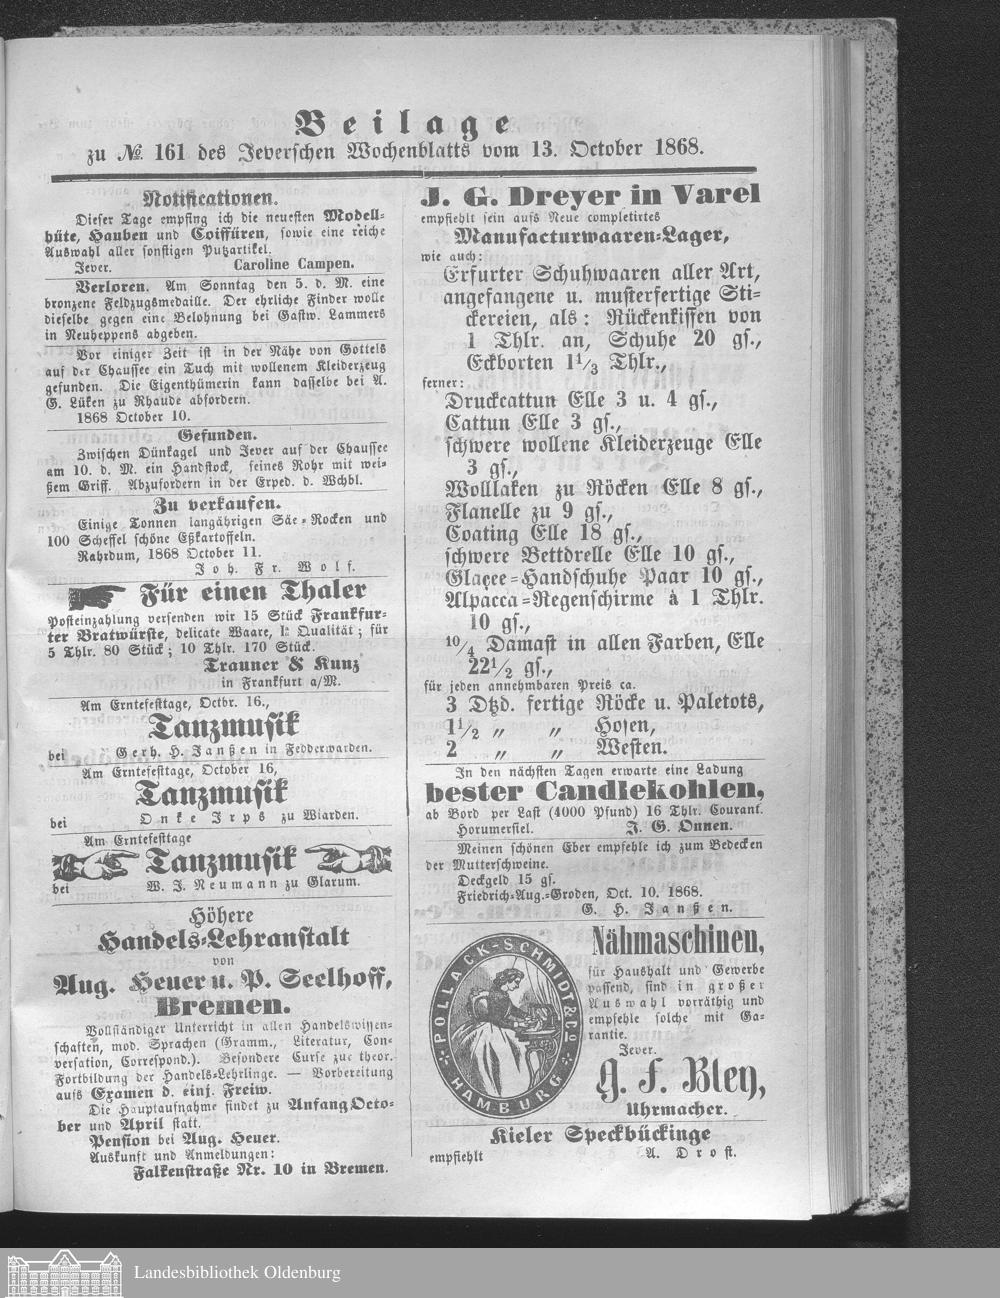 Beilage
zu № 161 des Jeverschen Wochenblatts vom 13. October 1868.
Notificationen.
Dieser Tage empfing ich die neuesten Modell-
hüte, Hauben und Coiffüren, sowie eine reiche
Auswahl aller sonstigen Putzartikel.
Jever. Caroline Campen.
Verloren. Am Sonntag den 5. d. M. eine
bronzene Feldzugsmedaille. Der ehrliche Finder wolle
dieselbe gegen eine Belohnung bei Gastw. Lammers
in Neuheppens abgeben.
Vor einiger Zeit ist in der Nähe von Gottels
auf der Chaussee ein Tuch mit wollenem Kleiderzeug
gefunden. Die Eigenthümerin kann dasselbe bei A.
G. Lüken zu Rhaude abfordern.
1868 October 10.
Gefunden.
Zwischen Dünkagel und Jever auf der Chaussee
am 10. d. M. ein Handstock, feines Rohr mit wei-
ßem Griff. Abzufordern in der Exped. d. Wchbl.
Zu verkaufen.
Einige Tonnen langährigen Säe-Rocken und
100 Scheffel schöne Eßkartoffeln.
Rahrdum, 1868 October 11.
Joh. Fr. Wolf.
Für einen Thaler
Posteinzahlung versenden wir 15 Stück Frankfur-
ter Bratwürste, delicate Waare, 1a Qualität; für
5 Thlr. 80 Stück; 10 Thlr. 170 Stück.
Trauner & Kunz
in Frankfurt a/M.
Am Erntefesttage, Octbr. 16.,
Tanzmusik
bei Gerh. H. Janßen in Fedderwarden.
Am Erntefesttage, October 16,
Tanzmusik
bei Onke Irps zu Wiarden.
Am Erntefesttage
Tanzmusik
bei W. J. Neumann zu Glarum.
Höhere
Handels-Lehranstalt
von
Aug. Heuer u. P. Seelhoff,
Bremen.
Vollständiger Unterricht in allen Handelswissen-
schaften, mod. Sprachen (Gramm., Literatur, Con-
versation, Correspond.). Besondere Curse zur theor.
Fortbildung der Handels-Lehrlinge. — Vorbereitung
aufs Examen d. einj. Freiw.
Die Hauptaufnahme findet zu Anfang Octo-
ber und April statt.
Pension bei Aug. Heuer.
Auskunft und Anmeldungen:
Falkenstraße Nr. 10 in Bremen.
J. G. Dreyer in Varel
empfiehlt sein aufs Neue completirtes
Manufacturwaaren-Lager,
wie auch:
Erfurter Schuhwaaren aller Art,
angefangene u. musterfertige Sti-
ckereien, als: Rückenkissen von
1 Thlr. an, Schuhe 20 gs.,
Eckborten 1 1/3 Thlr.,
ferner:
Druckcattun Elle 3 u. 4 gs.,
Cattun Elle 3 gs.,
schwere wollene Kleiderzeuge Elle
3 gs.,
Wolllaken zu Röcken Elle 8 gs.,
Flanelle zu 9 gs.,
Coating Elle 18 gs.,
schwere Bettdrelle Elle 10 gs.,
Glaçee-Handschuhe Paar 10 gs.,
Alpacca-Regenschirme à 1 Thlr.
10 gs.,
10/4 Damast in allen Farben, Elle
22 1/2 gs.,
für jeden annehmbaren Preis ca.
3 Dtzd. fertige Röcke u. Paletots,
1 1/2 „ „ Hosen,
2 „ „ Westen.
In den nächsten Tagen erwarte eine Ladung
bester Candlekohlen,
ab Bord per Last (4000 Pfund) 16 Thlr. Courant.
Horumersiel. J. G. Onnen.
Meinen schönen Eber empfehle ich zum Bedecken
der Mutterschweine.
Deckgeld 15 gs.
Friedrich-Aug.-Groden, Oct. 10. 1868.
G. H. Janßen.
POLLACK-SCHMIDT & Co
HAMBURG
Nähmaschinen,
für Haushalt und Gewerbe
passend, sind in großer
Auswahl vorräthig und
empfehle solche mit Ga-
rantie.
Jever.
J. F. Bley,
Uhrmacher.
Kieler Speckbückinge
empfiehlt A. Drost.
Landesbibliothek Oldenburg